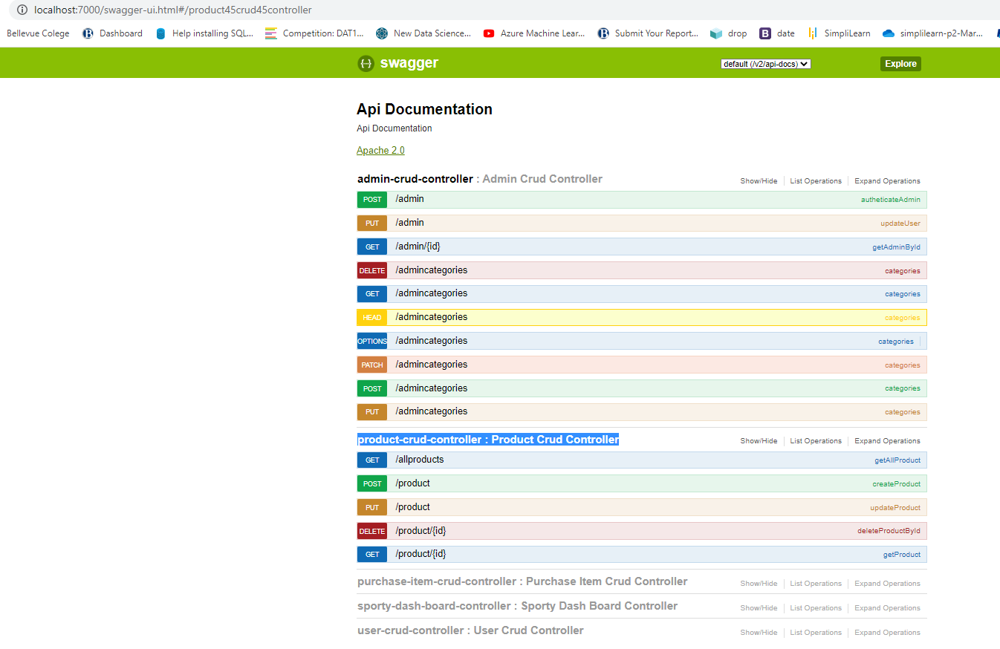 localhost:7000/swagger-ui.html#/product45crud45controller
Bellevue Colege Dashboard Help installing SQL... Competition: DAT1... New Data Science... Azure Machine Lear... Submit Your Report... drop date SimpliLearn simplilearn-p2-Mar...
{···} swagger default (/v2/api-docs) Explore
Api Documentation
Api Documentation
Apache 2.0
admin-crud-controller : Admin Crud Controller Show/Hide List Operations Expand Operations
POST /admin autheticateAdmin
PUT /admin updateUser
GET /admin/{id} getAdminById
DELETE /admincategories categories
GET /admincategories categories
HEAD /admincategories categories
OPTIONS /admincategories categories
PATCH /admincategories categories
POST /admincategories categories
PUT /admincategories categories
product-crud-controller : Product Crud Controller Show/Hide List Operations Expand Operations
GET /allproducts getAllProduct
POST /product createProduct
PUT /product updateProduct
DELETE /product/{id} deleteProductById
GET /product/{id} getProduct
purchase-item-crud-controller : Purchase Item Crud Controller Show/Hide List Operations Expand Operations
sporty-dash-board-controller : Sporty Dash Board Controller Show/Hide List Operations Expand Operations
user-crud-controller : User Crud Controller Show/Hide List Operations Expand Operations